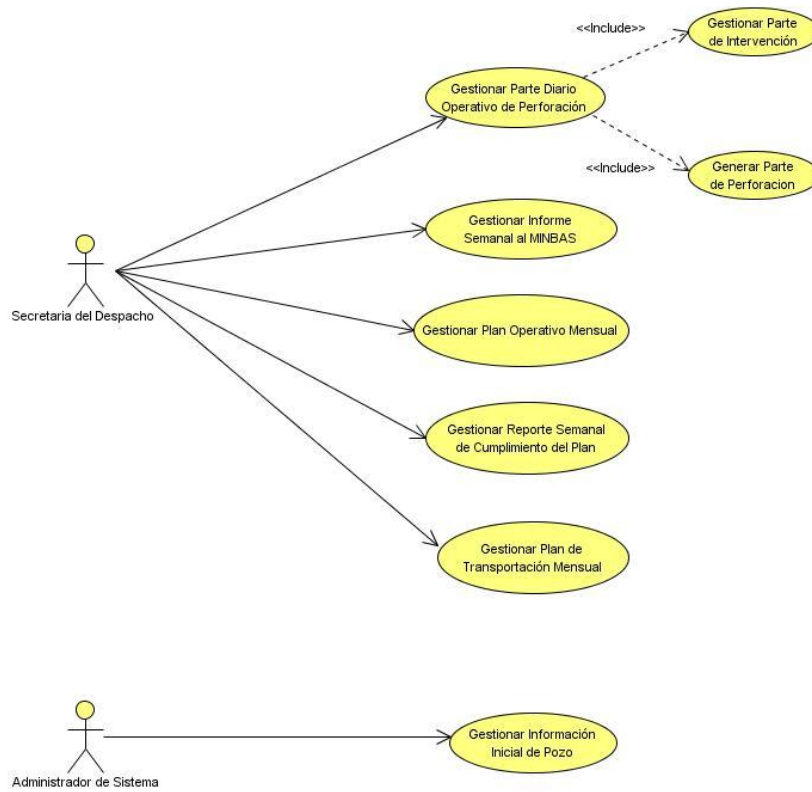 <<Include>>
Gestionar Parte
de Intervención
Gestionar Parte Diario
Operativo de Perforación
<<Include>>
Generar Parte
de Perforacion
Gestionar Informe
Semanal al MINBAS
Secretaria del Despacho
Gestionar Plan Operativo Mensual
Gestionar Reporte Semanal
de Cumplimiento del Plan
Gestionar Plan de
Transportación Mensual
Gestionar Información
Inicial de Pozo
Administrador de Sistema